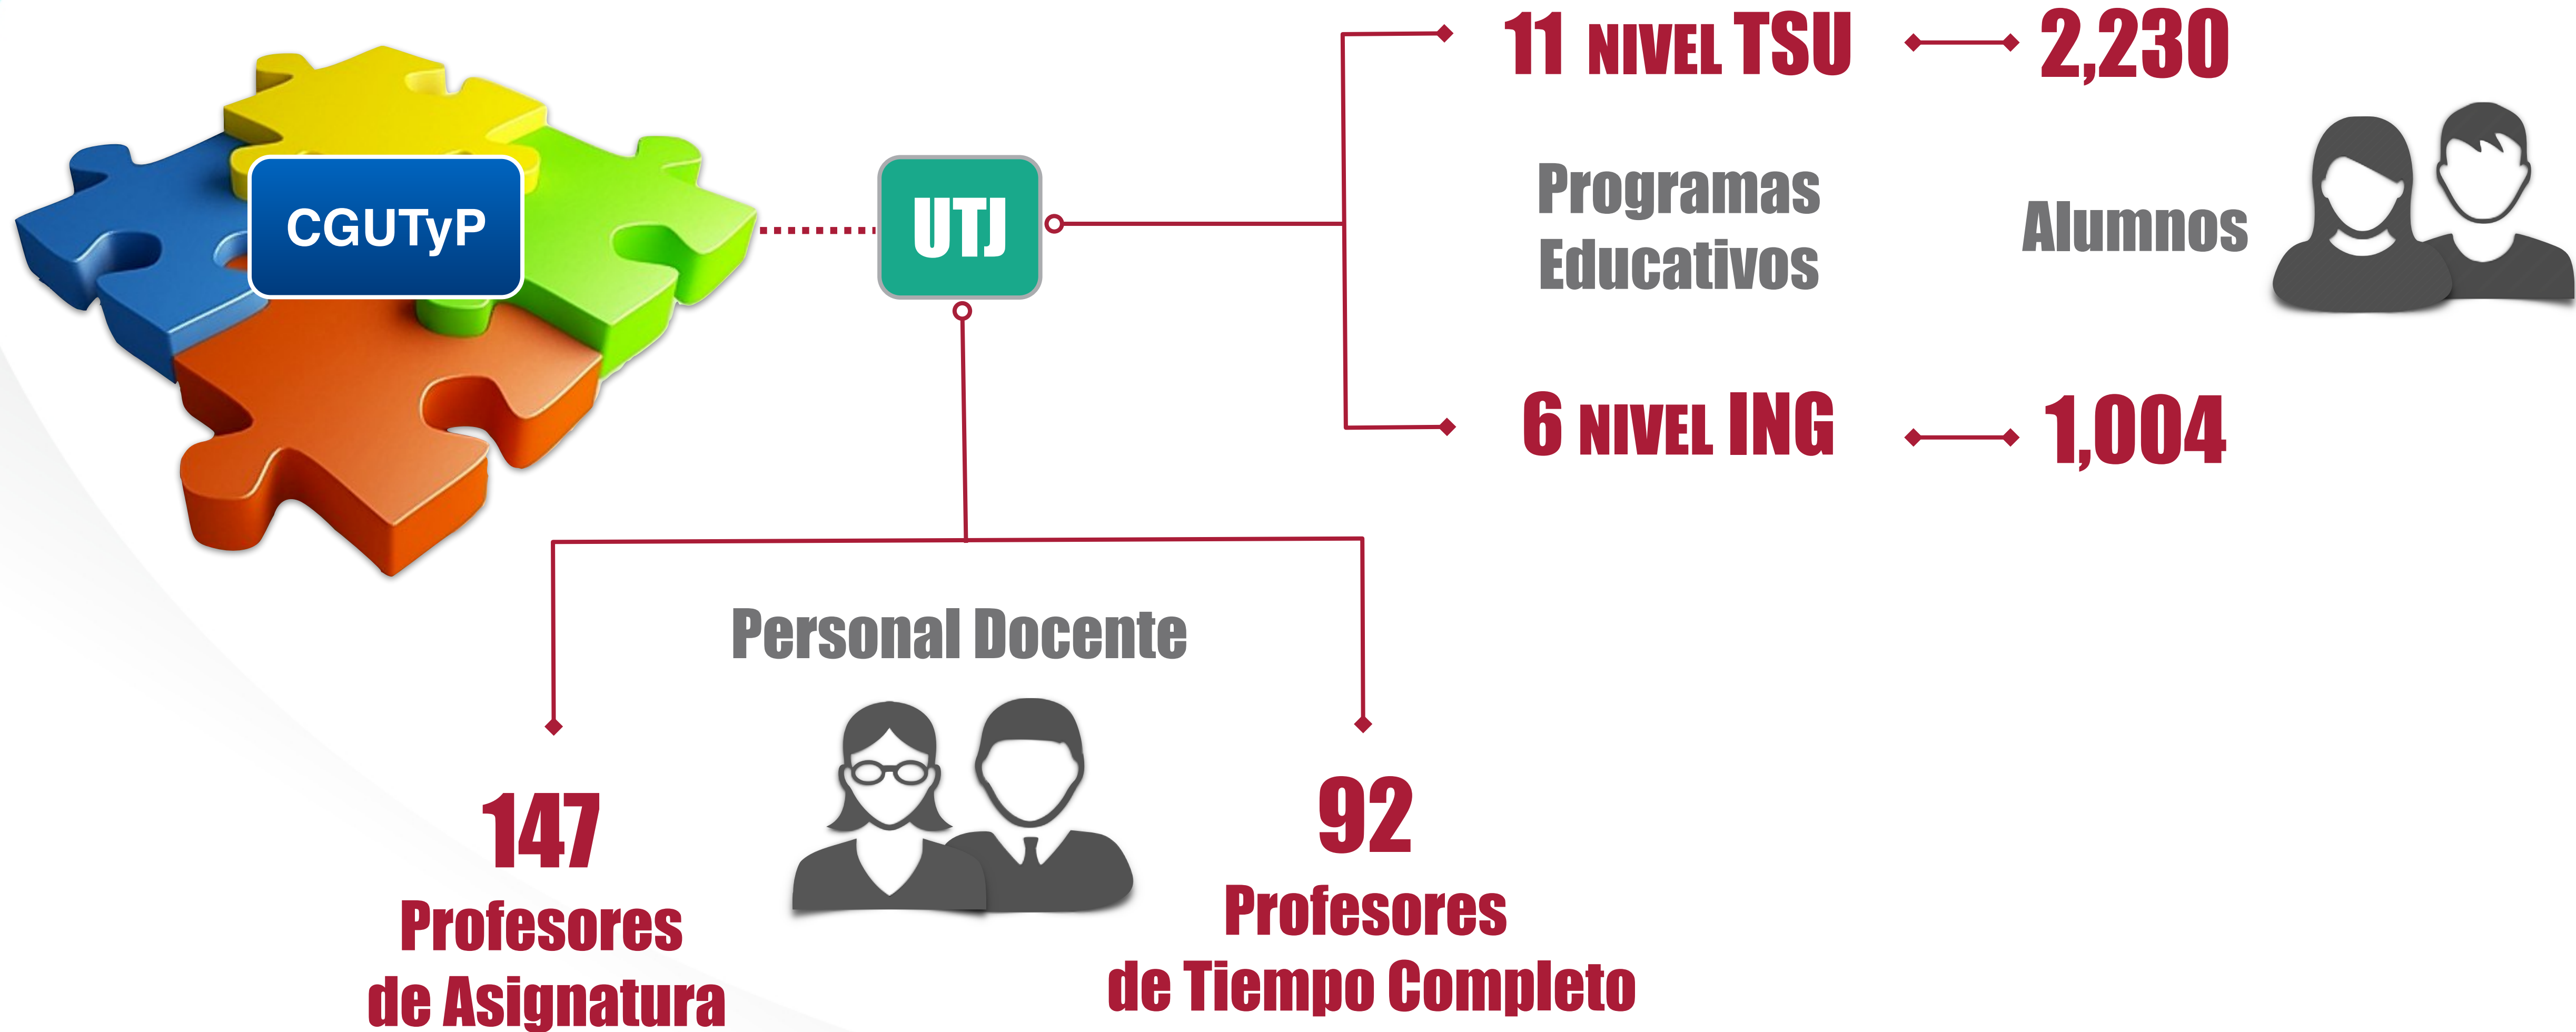 CGUTyP
UTJ
11 NIVEL TSU
2,230
Programas
Educativos
Alumnos
6 NIVEL ING
1,004
Personal Docente
147
Profesores
de Asignatura
92
Profesores
de Tiempo Completo